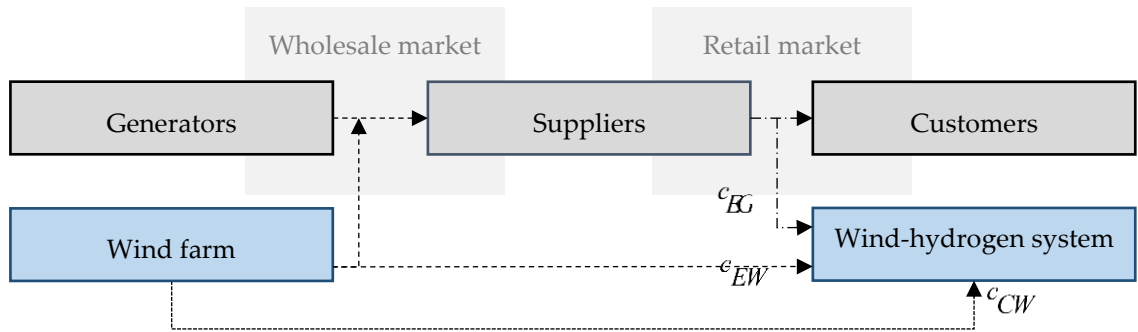 Wholesale market
Retail market
Generators
Suppliers
Customers
c_EG
Wind farm
Wind-hydrogen system
c_EW
c_CW